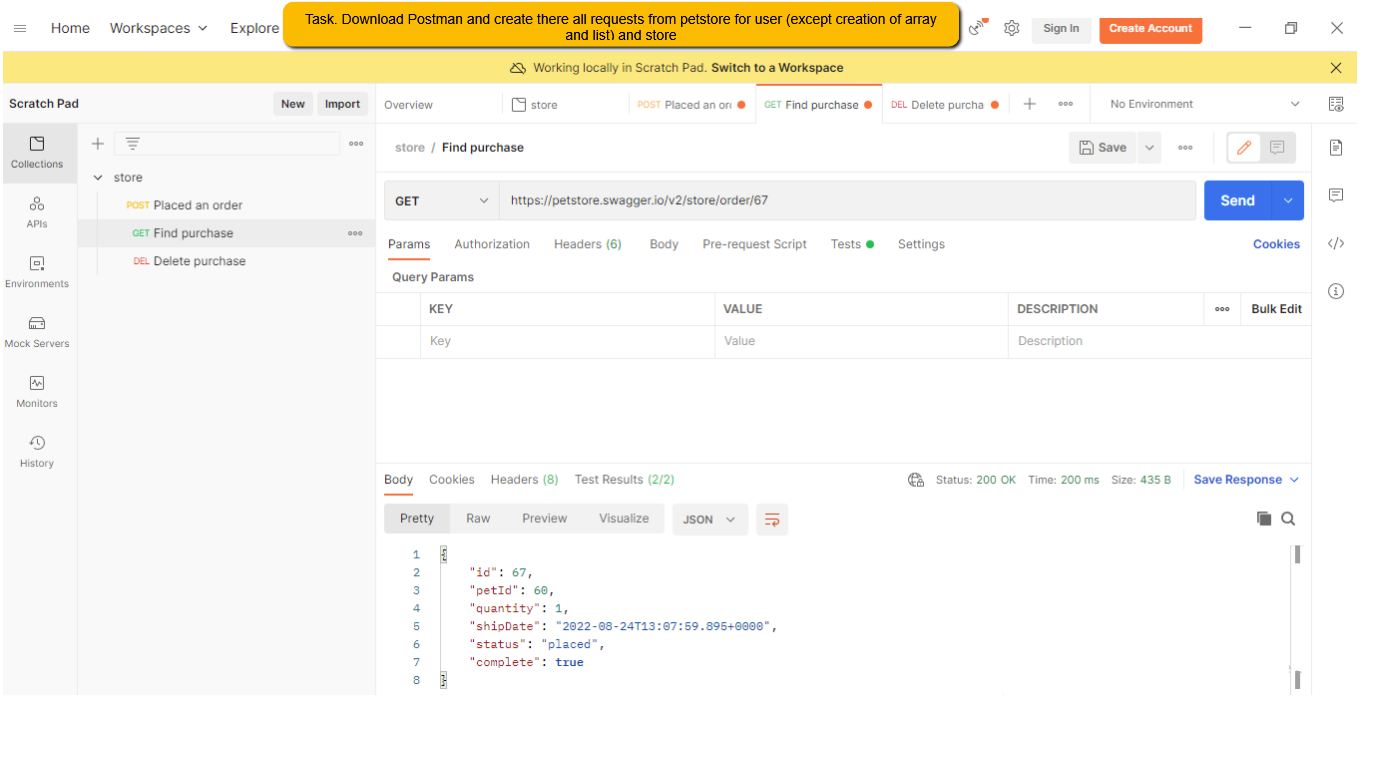 Task. Download Postman and create there all requests from petstore for user (except creation of array
and list) and store
Home Workspaces Explore Sign In Create Account
Working locally in Scratch Pad. Switch to a Workspace
Scratch Pad New Import Overview store POST Placed an or GET Find purchase DEL Delete purcha No Environment
Collections
APIs
Environments
Mock Servers
Monitors
History
store
POST Placed an order
GET Find purchase
DEL Delete purchase
store / Find purchase Save
GET https://petstore.swagger.io/v2/store/order/67 Send
Params Authorization Headers (6) Body Pre-request Script Tests Settings Cookies
Query Params
KEY VALUE DESCRIPTION Bulk Edit
Key Value Description
Body Cookies Headers (8) Test Results (2/2) Status: 200 OK Time: 200 ms Size: 435 B Save Response
Pretty Raw Preview Visualize JSON
1 {
2 "id": 67,
3 "petId": 60,
4 "quantity": 1,
5 "shipDate": "2022-08-24T13:07:59.895+0000",
6 "status": "placed",
7 "complete": true
8 }